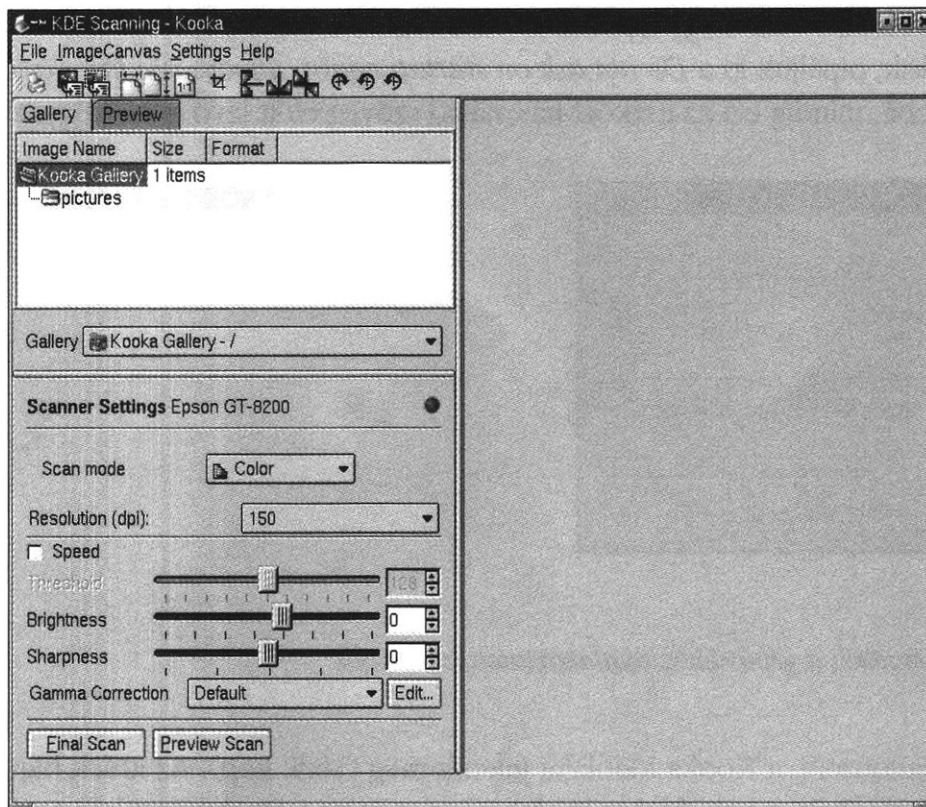 KDE Scanning - Kooka
File ImageCanvas Settings Help
1:1
Gallery Preview
Image Name Size Format
Kooka Gallery 1 items
pictures
Gallery Kooka Gallery - /
Scanner Settings Epson GT-8200
Scan mode Color
Resolution (dpi): 150
Speed
Threshold 128
Brightness 0
Sharpness 0
Gamma Correction Default Edit...
Final Scan Preview Scan